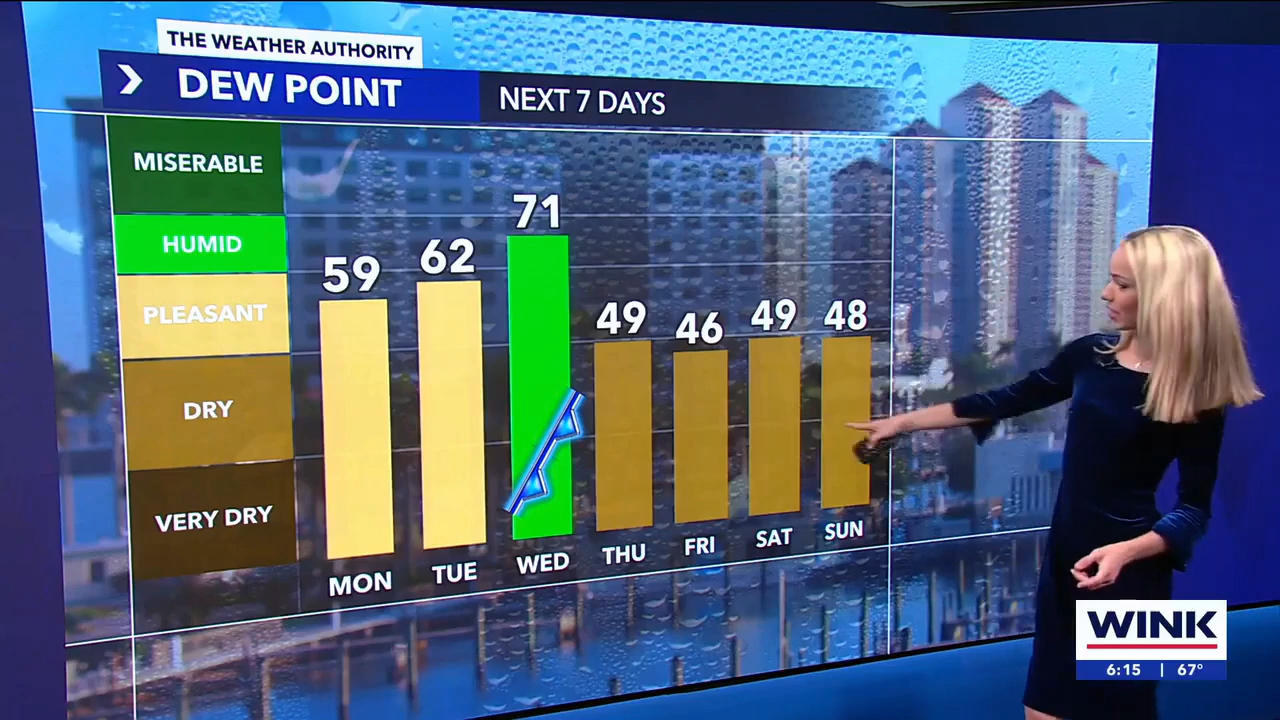 THE WEATHER AUTHORITY
DEW POINT
NEXT 7 DAYS
MISERABLE
HUMID
PLEASANT
DRY
VERY DRY
59
62
71
49
46
49
48
MON
TUE
WED
THU
FRI
SAT
SUN
WINK
6:15 | 67°